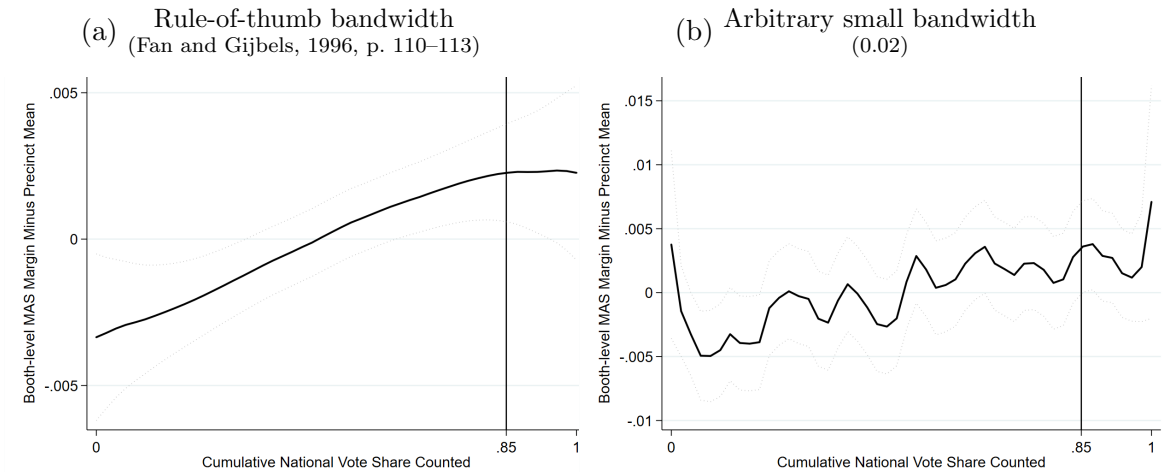 (a) Rule-of-thumb bandwidth
(Fan and Gijbels, 1996, p. 110–113)
Booth-level MAS Margin Minus Precinct Mean
.005
0
-.005
0
.85
1
Cumulative National Vote Share Counted
(b) Arbitrary small bandwidth
(0.02)
Booth-level MAS Margin Minus Precinct Mean
.015
.01
.005
0
-.005
-.01
0
.85
1
Cumulative National Vote Share Counted